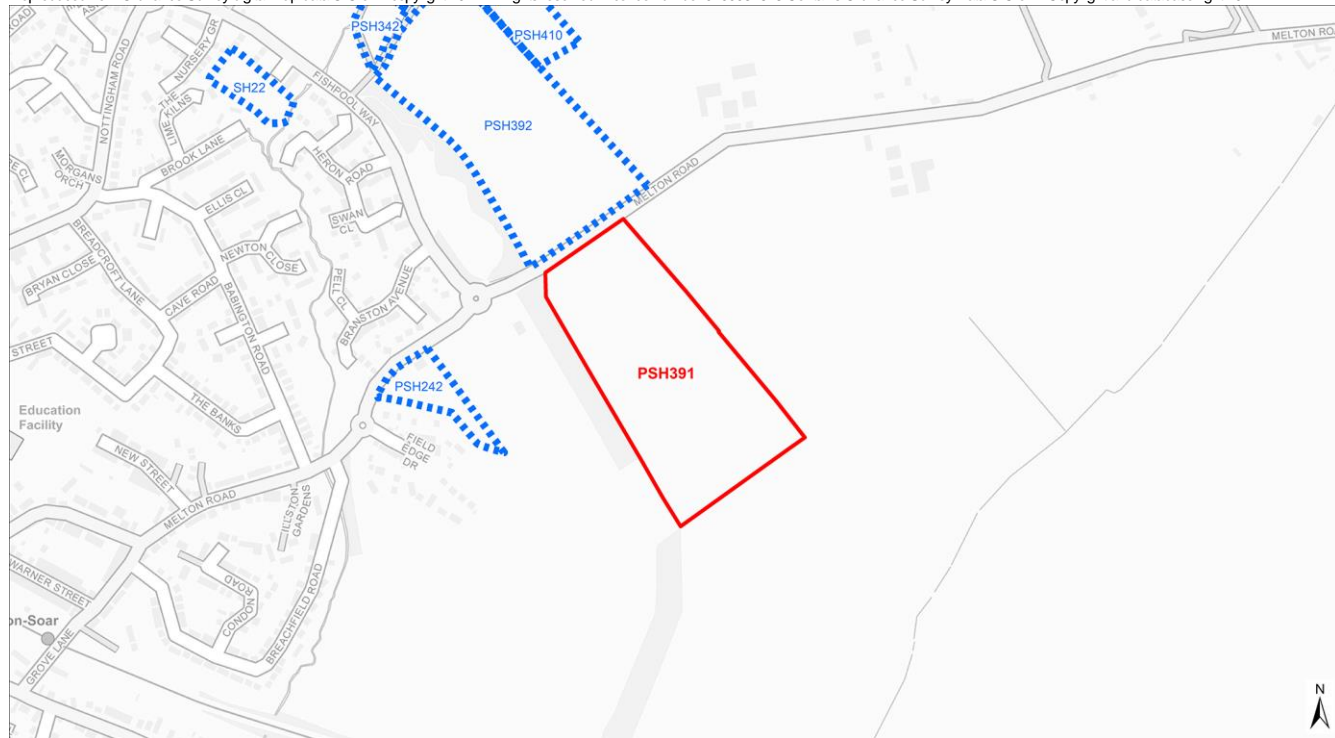 PSH342
PSH410
MELTON
NOTTINGHAM ROAD
THE
NURSERY GR
FISHPOOL WAY
SH22
LIME KILNS
PSH392
BROOK LANE
HERON ROAD
MORGANS
ORCH
ELLIS CL
SWAN
CL
MELTON ROAD
BREADCROFT LANE
NEWTON
CLOSE
BRYAN CLOSE
CAVE ROAD
BABINGTON ROAD
PELL CL
BRANSTON AVENUE
STREET
PSH391
PSH242
THE BANKS
Education
Facility
FIELD
EDGE
DR
NEW STREET
MELTON ROAD
ILLSTON
GARDENS
WARNER STREET
CONDON
ROAD
BREACHFIELD ROAD
on-Soar
GROVE LANE
N